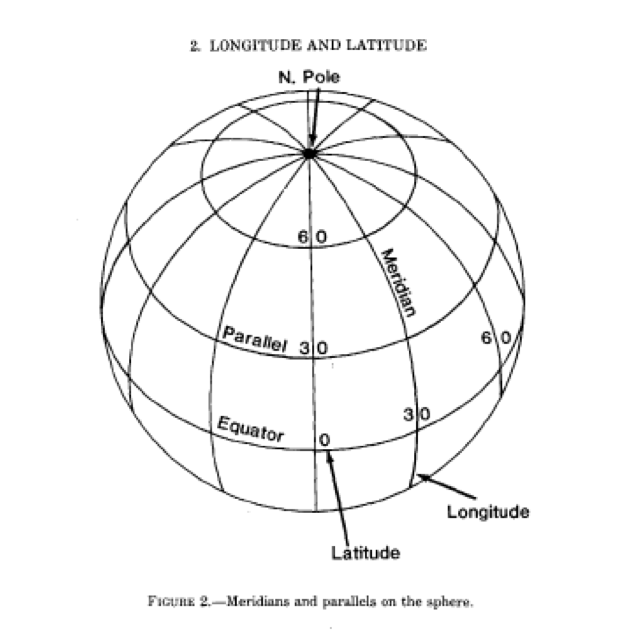 2. LONGITUDE AND LATITUDE
N. Pole
60
Meridian
Parallel 30
60
30
Equator
0
Longitude
Latitude
FIGURE 2.—Meridians and parallels on the sphere.